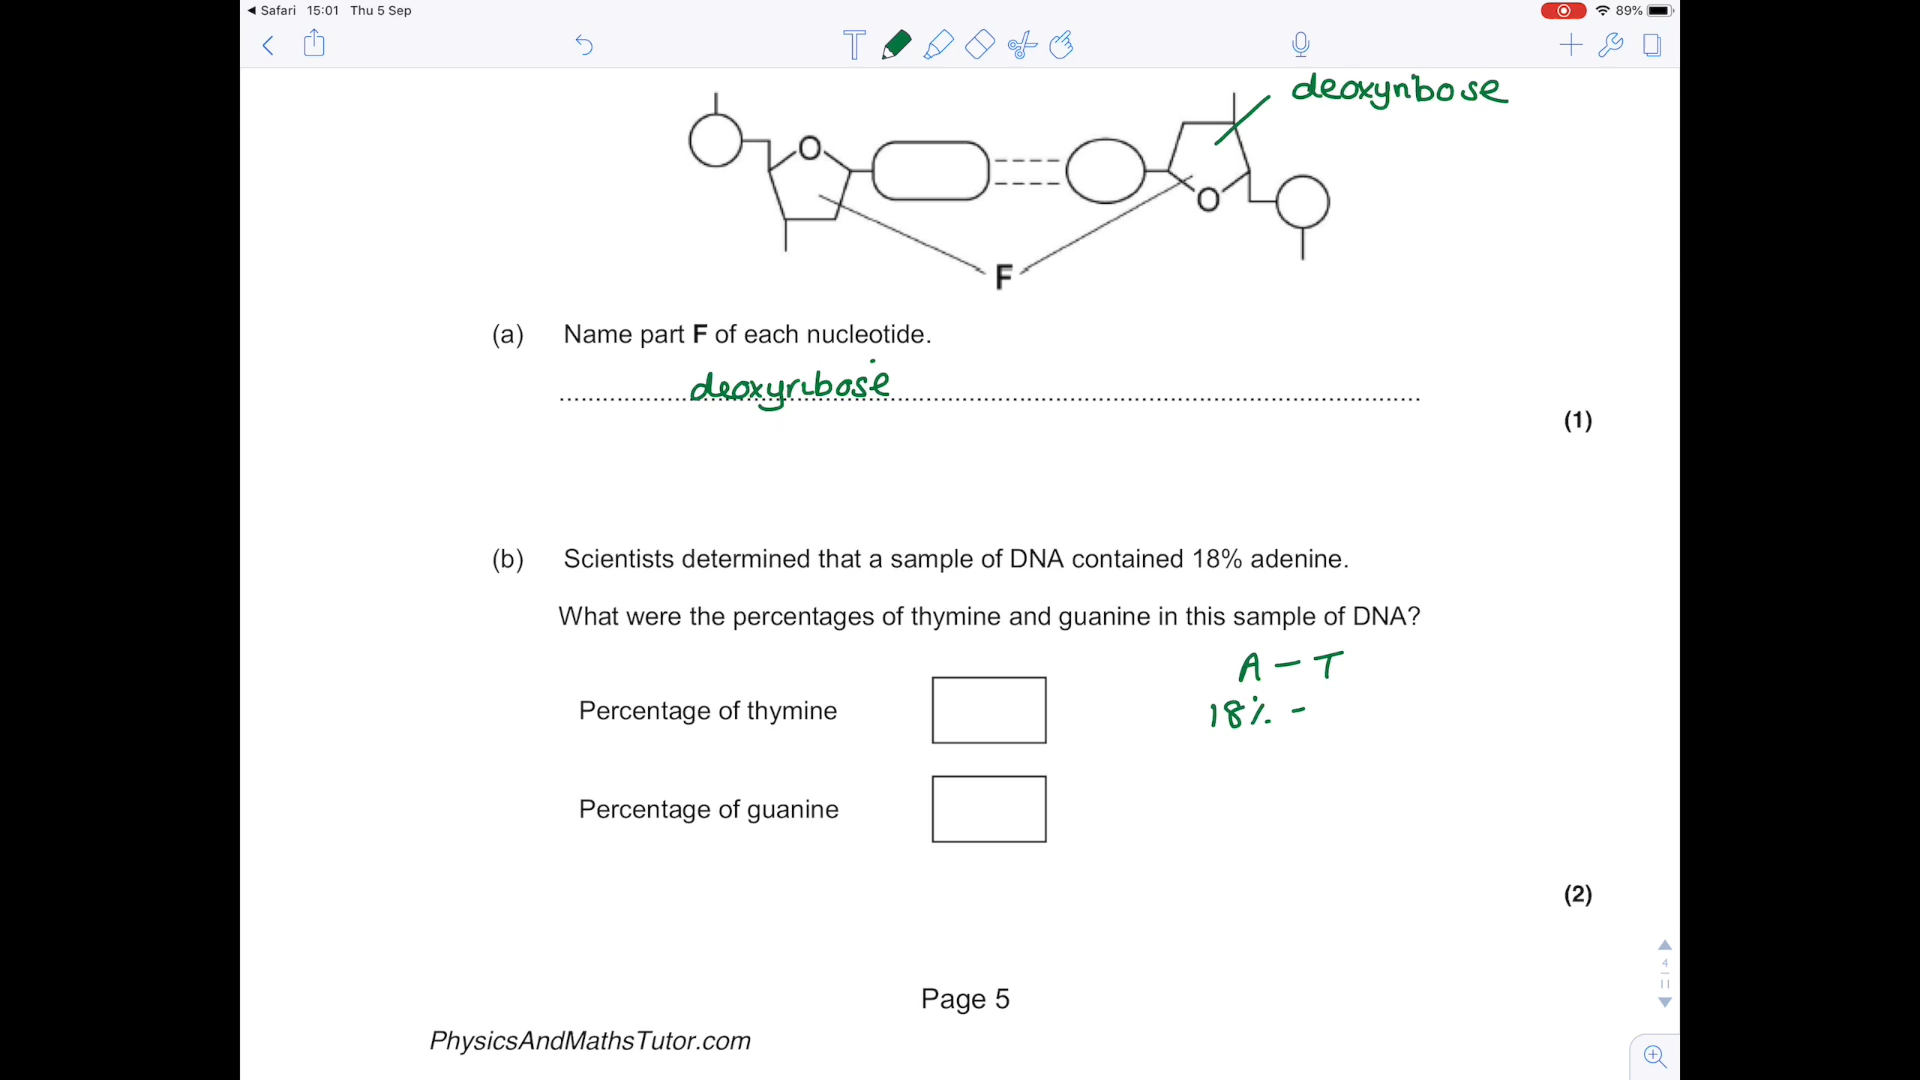 Safari 15:01 Thu 5 Sep 89%
T
deoxyribose
O
O
F
(a) Name part F of each nucleotide.
deoxyribose
(1)
(b) Scientists determined that a sample of DNA contained 18% adenine.
What were the percentages of thymine and guanine in this sample of DNA?
A – T
Percentage of thymine 18% -
Percentage of guanine
(2)
4
11
Page 5
PhysicsAndMathsTutor.com